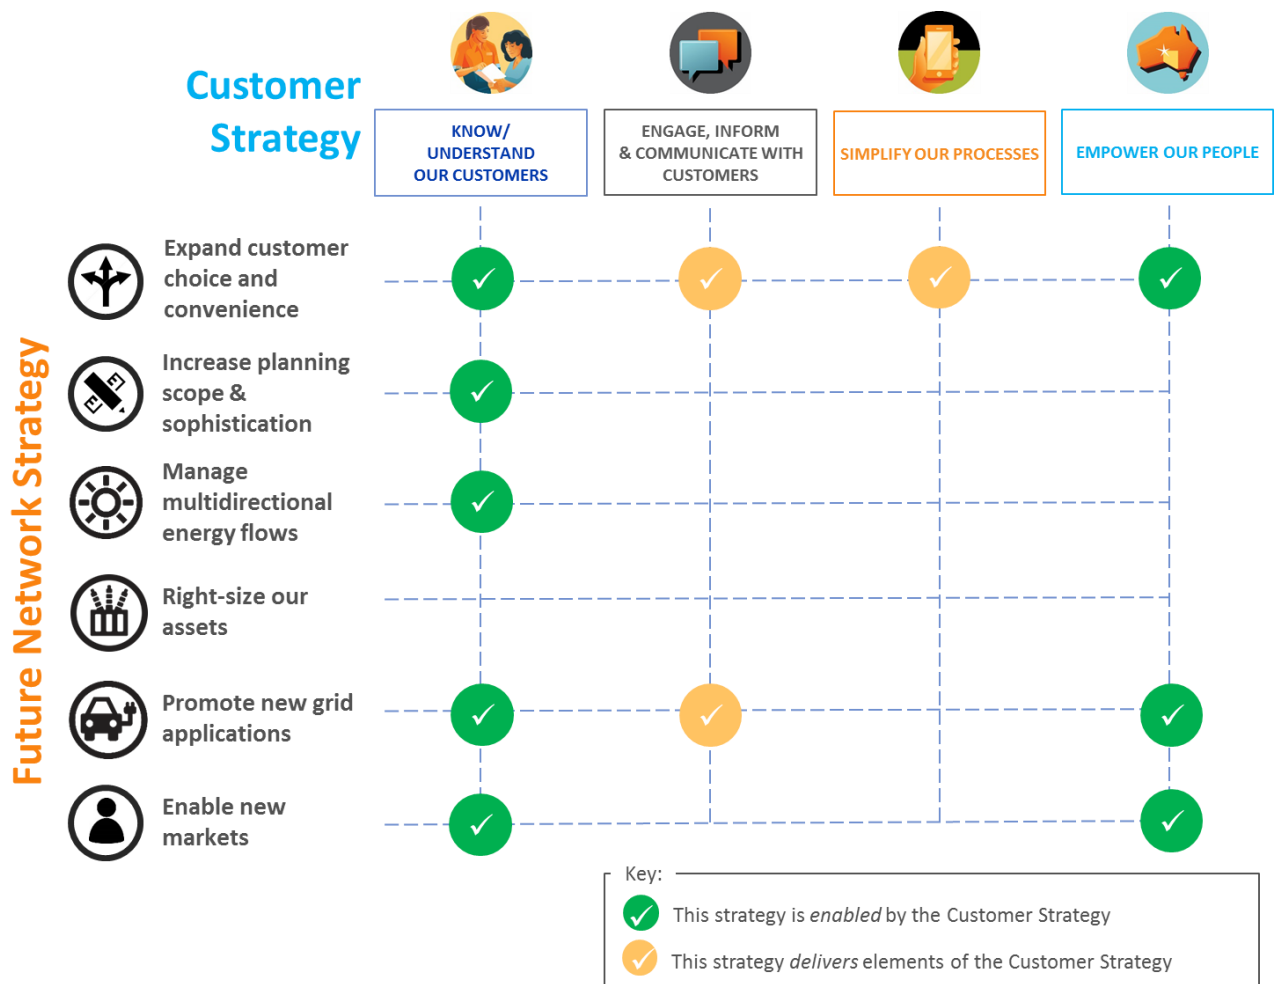 Customer
Strategy
KNOW/
UNDERSTAND
OUR CUSTOMERS
ENGAGE, INFORM
& COMMUNICATE WITH
CUSTOMERS
SIMPLIFY OUR PROCESSES
EMPOWER OUR PEOPLE
Future Network Strategy
Expand customer
choice and
convenience
Increase planning
scope &
sophistication
Manage
multidirectional
energy flows
Right-size our
assets
Promote new grid
applications
Enable new
markets
Key:
This strategy is enabled by the Customer Strategy
This strategy delivers elements of the Customer Strategy